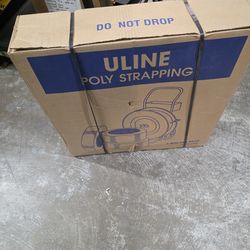 DO NOT DROP
ULINE
POLY STRAPPING